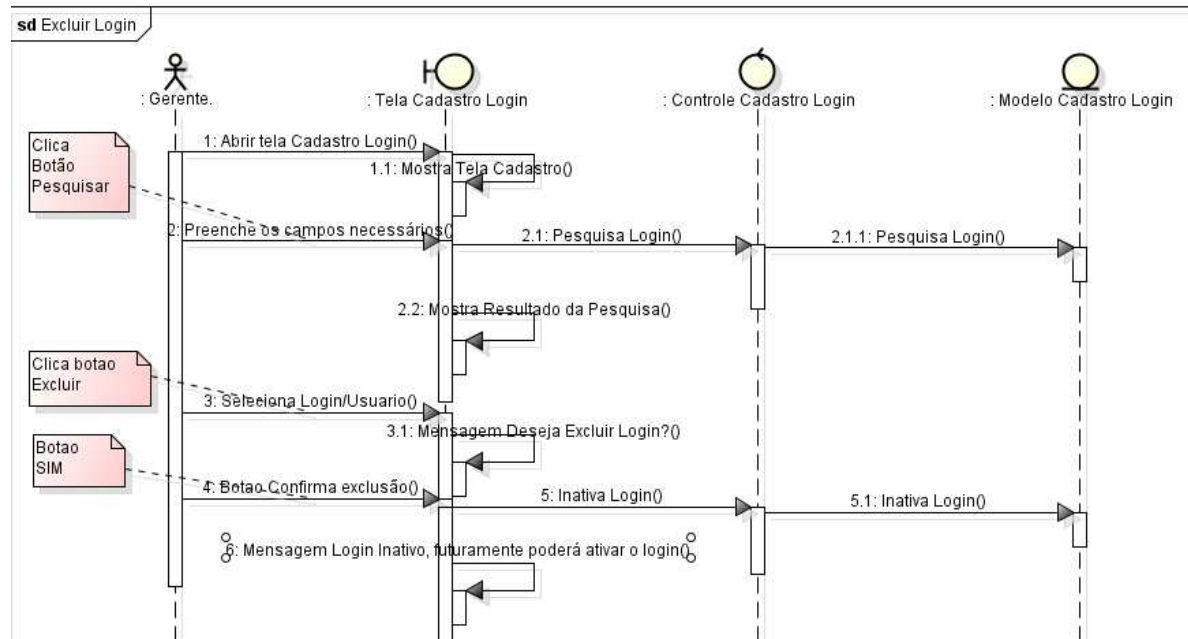 sd Excluir Login
: Gerente.
: Tela Cadastro Login
: Controle Cadastro Login
: Modelo Cadastro Login
Clica
Botão
Pesquisar
1: Abrir tela Cadastro Login()
1.1: Mostra Tela Cadastro()
2: Preenche os campos necessários()
2.1: Pesquisa Login()
2.1.1: Pesquisa Login()
2.2: Mostra Resultado da Pesquisa()
Clica botao
Excluir
3: Seleciona Login/Usuario()
3.1: Mensagem Deseja Excluir Login?()
Botao
SIM
4: Botao Confirma exclusão()
5: Inativa Login()
5.1: Inativa Login()
6: Mensagem Login Inativo, futuramente poderá ativar o login()